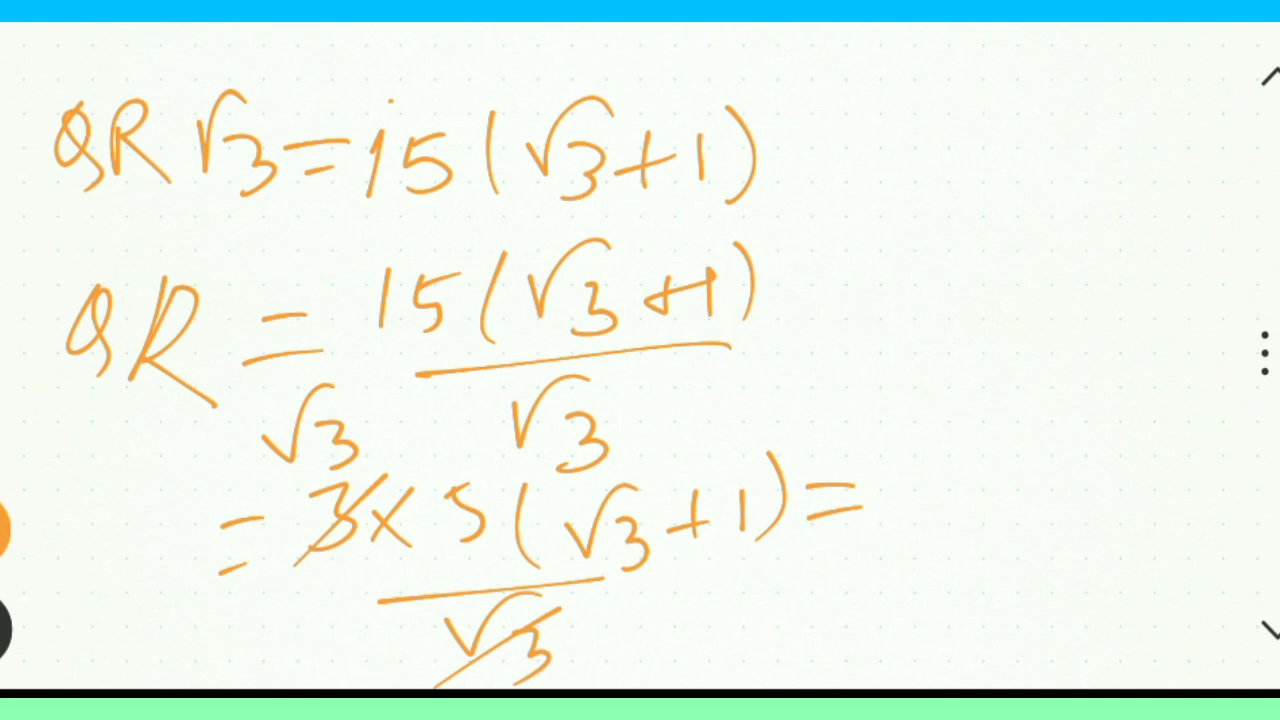 QR √3 = 15(√3+1)
QR = 15(√3+1)
√3 √3
= 3×5(√3+1) =
√3